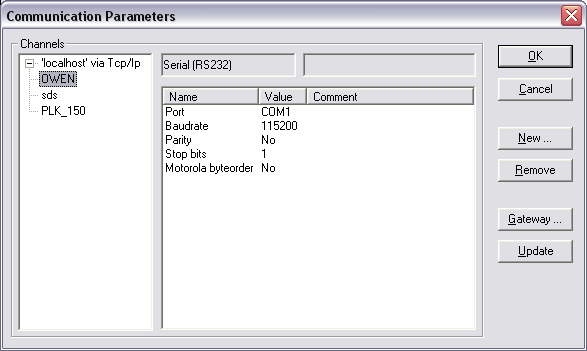 Communication Parameters
Channels
'localhost' via Tcp/Ip
OWEN
sds
PLK_150
Serial (RS232)
Name Value Comment
Port COM1
Baudrate 115200
Parity No
Stop bits 1
Motorola byteorder No
OK
Cancel
New ...
Remove
Gateway ...
Update